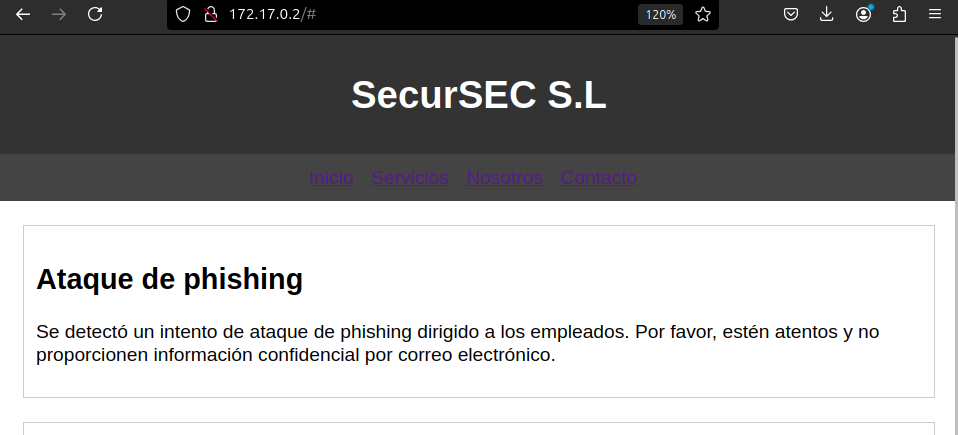 172.17.0.2/#
120%
SecurSEC S.L
Inicio Servicios Nosotros Contacto
Ataque de phishing
Se detectó un intento de ataque de phishing dirigido a los empleados. Por favor, estén atentos y no
proporcionen información confidencial por correo electrónico.